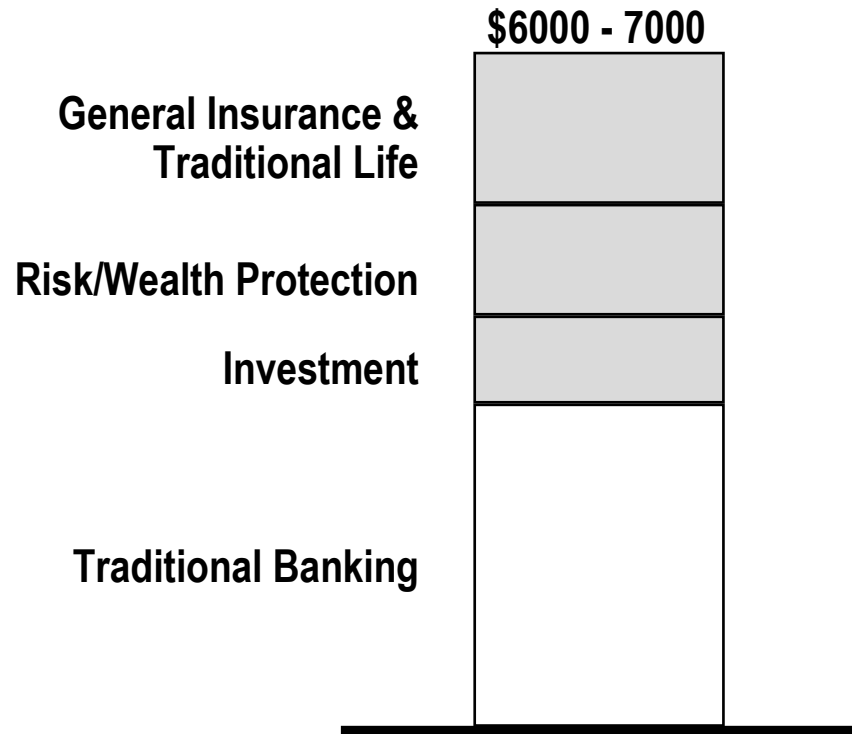 $6000 - 7000
General Insurance &
Traditional Life
Risk/Wealth Protection
Investment
Traditional Banking